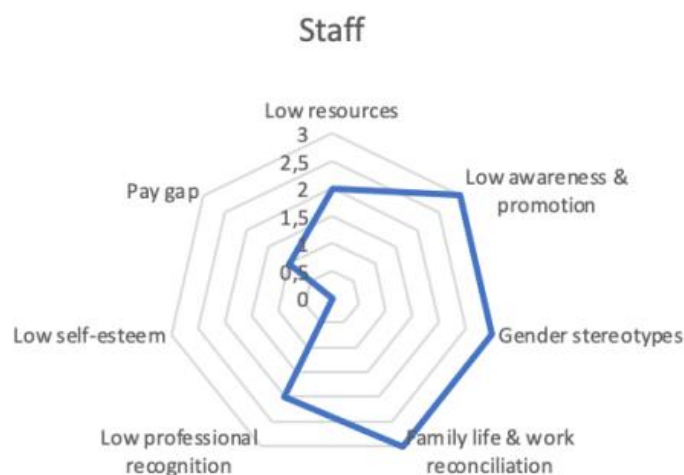 Staff
Low resources
3
2,5
2
1,5
1
0,5
0
Low awareness &
promotion
Gender stereotypes
Family life & work
reconciliation
Low professional
recognition
Low self-esteem
Pay gap